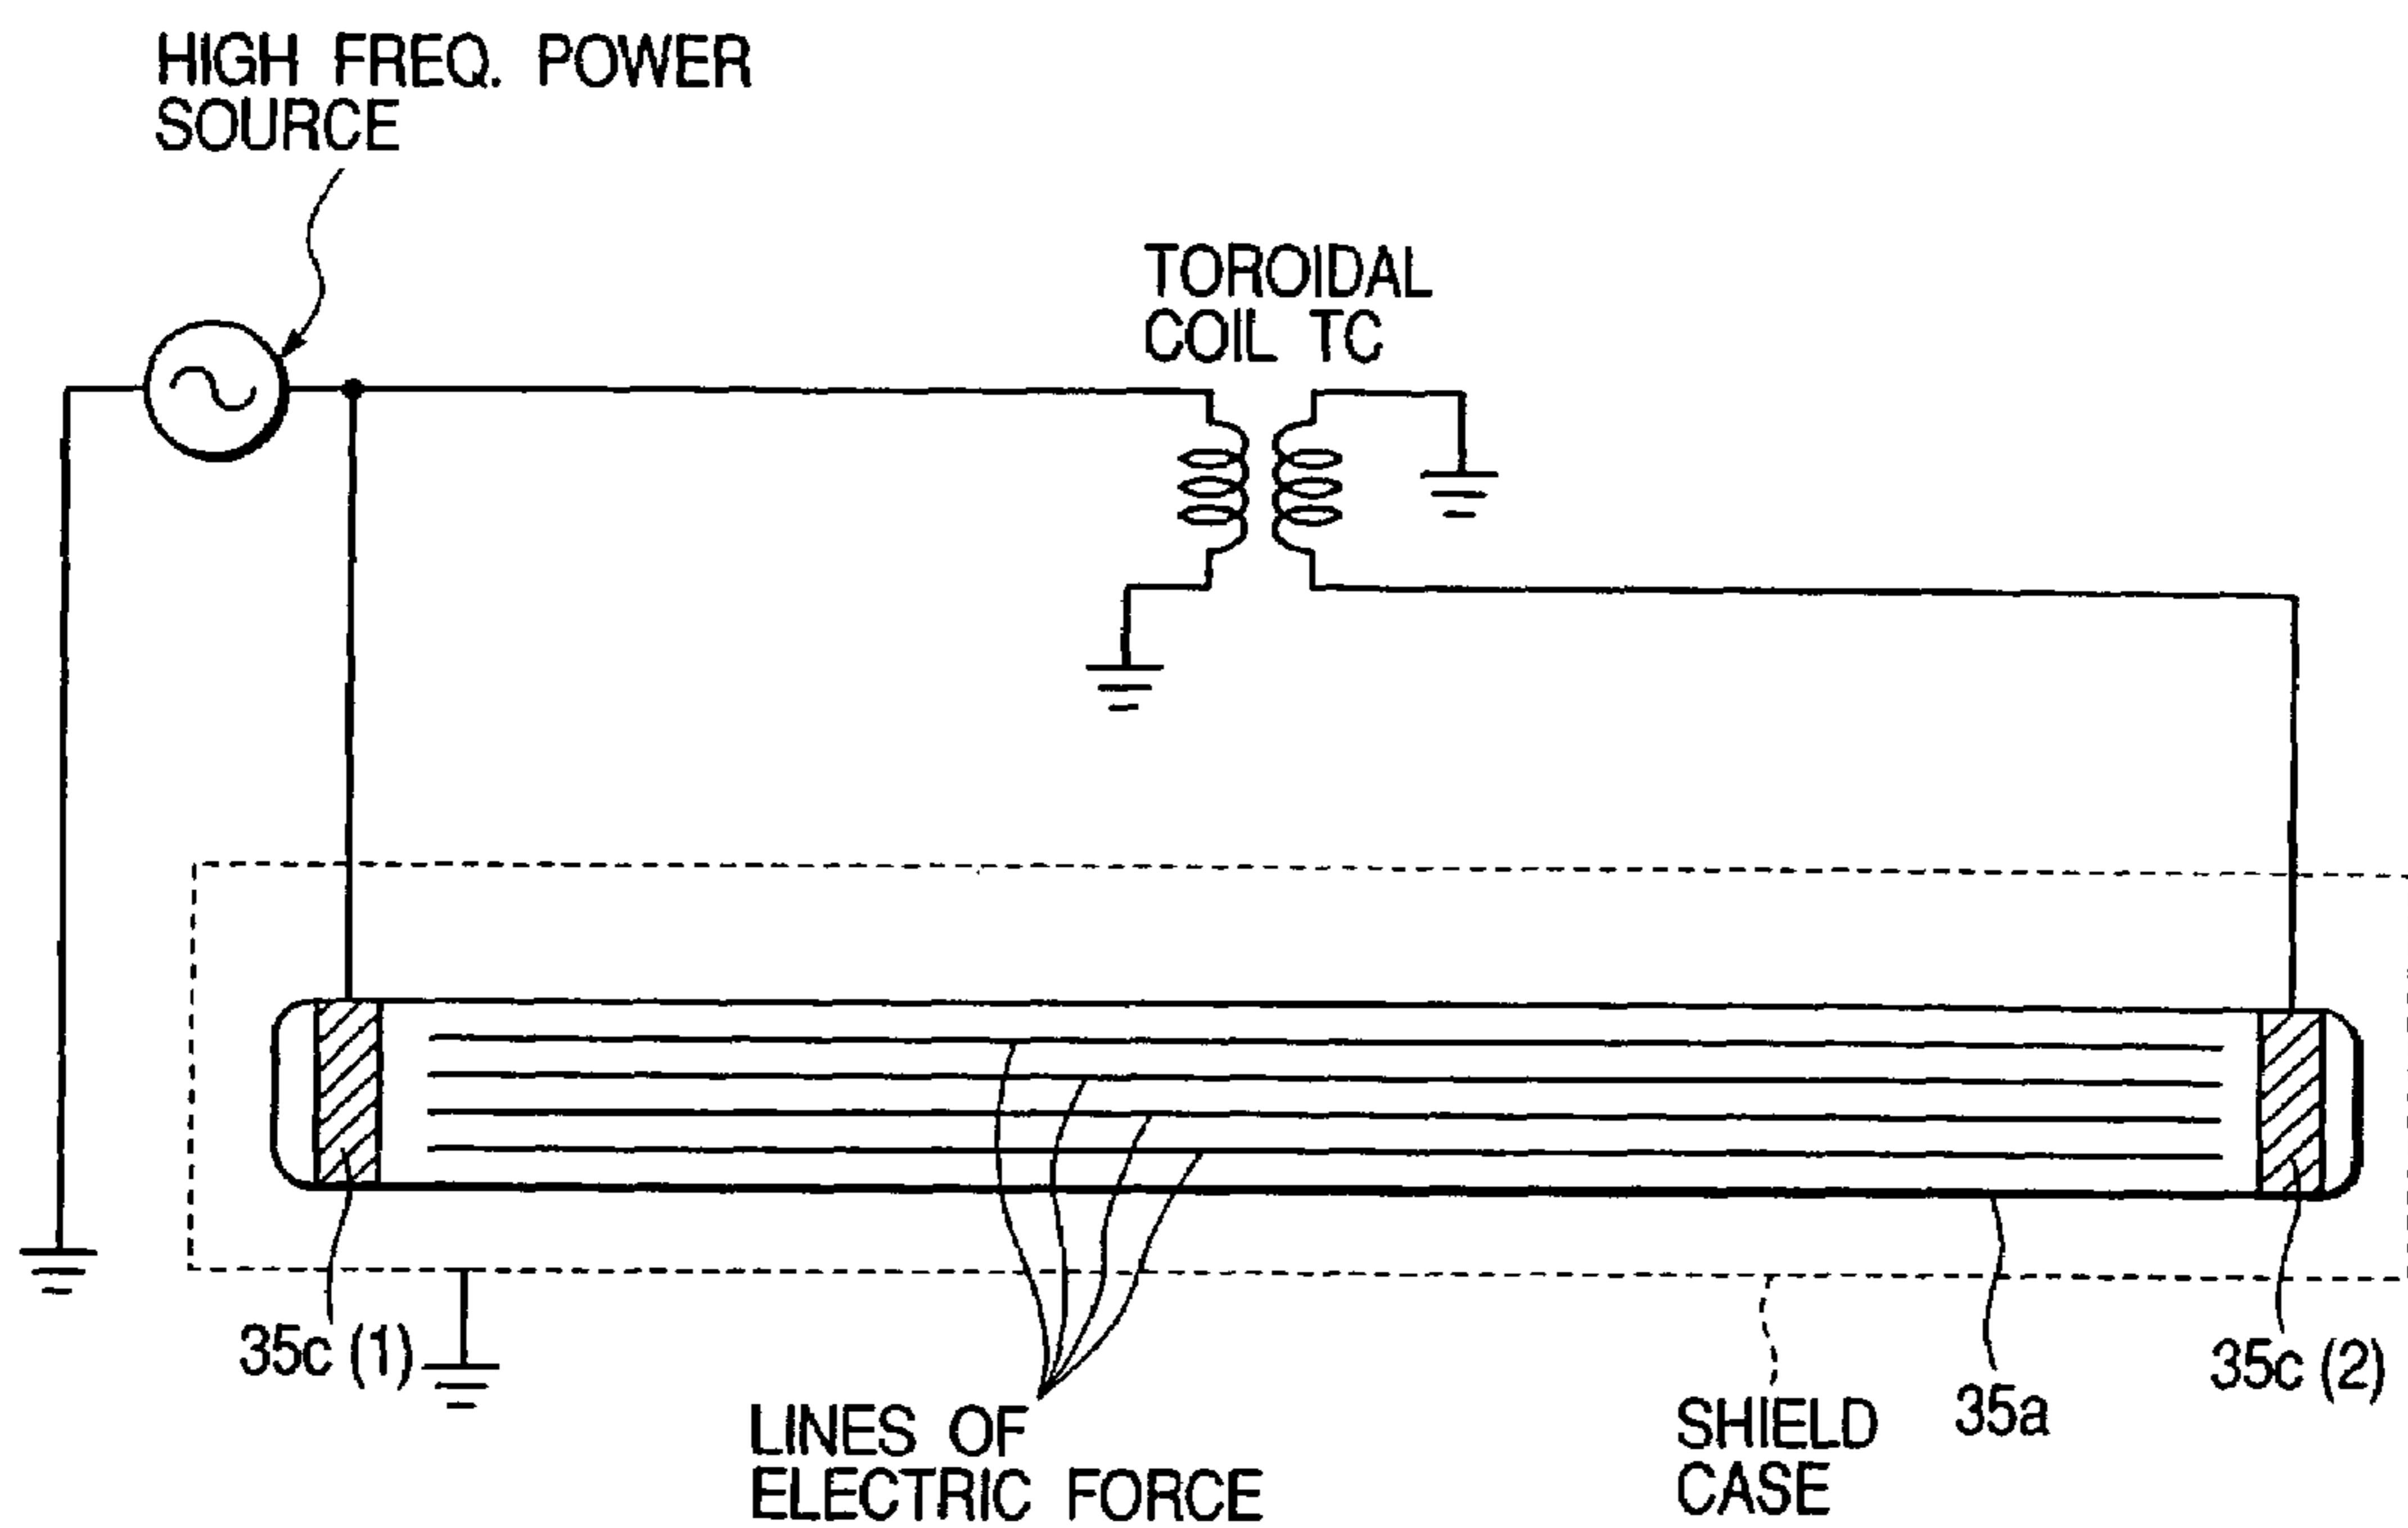 HIGH FREQ. POWER
SOURCE
TOROIDAL
COIL TC
35c (1)
LINES OF
ELECTRIC FORCE
SHIELD
CASE
35a
35c (2)